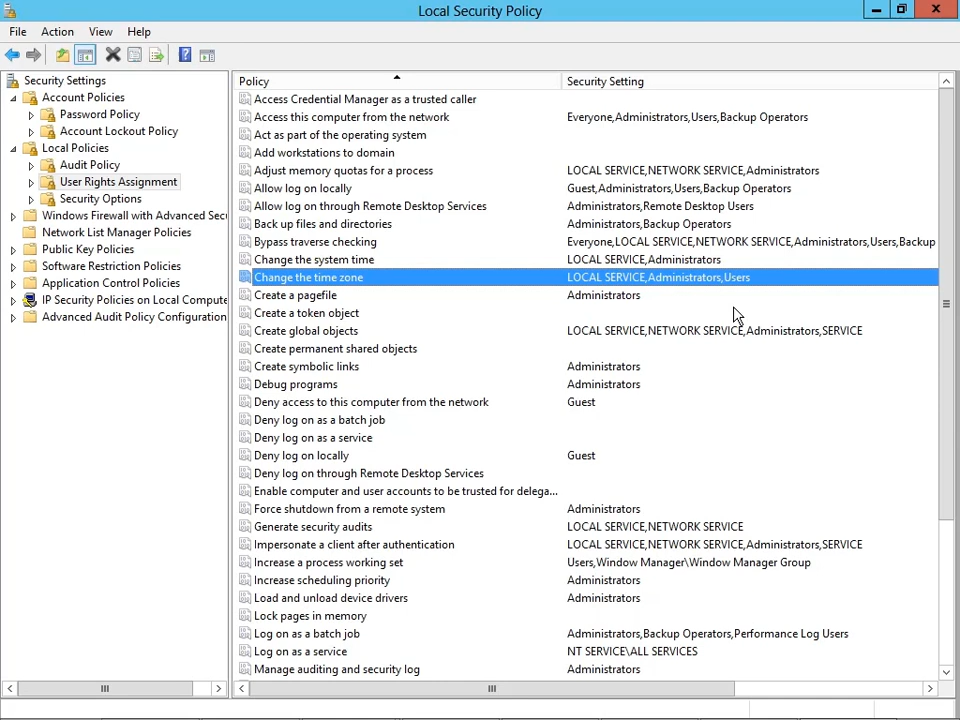 Local Security Policy
File Action View Help
Security Settings
Account Policies
Password Policy
Account Lockout Policy
Local Policies
Audit Policy
User Rights Assignment
Security Options
Windows Firewall with Advanced Secu
Network List Manager Policies
Public Key Policies
Software Restriction Policies
Application Control Policies
IP Security Policies on Local Compute
Advanced Audit Policy Configuration
Policy Security Setting
Access Credential Manager as a trusted caller
Access this computer from the network Everyone,Administrators,Users,Backup Operators
Act as part of the operating system
Add workstations to domain
Adjust memory quotas for a process LOCAL SERVICE,NETWORK SERVICE,Administrators
Allow log on locally Guest,Administrators,Users,Backup Operators
Allow log on through Remote Desktop Services Administrators,Remote Desktop Users
Back up files and directories Administrators,Backup Operators
Bypass traverse checking Everyone,LOCAL SERVICE,NETWORK SERVICE,Administrators,Users,Backup
Change the system time LOCAL SERVICE,Administrators
Change the time zone LOCAL SERVICE,Administrators,Users
Create a pagefile Administrators
Create a token object
Create global objects LOCAL SERVICE,NETWORK SERVICE,Administrators,SERVICE
Create permanent shared objects
Create symbolic links Administrators
Debug programs Administrators
Deny access to this computer from the network Guest
Deny log on as a batch job
Deny log on as a service
Deny log on locally Guest
Deny log on through Remote Desktop Services
Enable computer and user accounts to be trusted for delega...
Force shutdown from a remote system Administrators
Generate security audits LOCAL SERVICE,NETWORK SERVICE
Impersonate a client after authentication LOCAL SERVICE,NETWORK SERVICE,Administrators,SERVICE
Increase a process working set Users,Window Manager\Window Manager Group
Increase scheduling priority Administrators
Load and unload device drivers Administrators
Lock pages in memory
Log on as a batch job Administrators,Backup Operators,Performance Log Users
Log on as a service NT SERVICE\ALL SERVICES
Manage auditing and security log Administrators